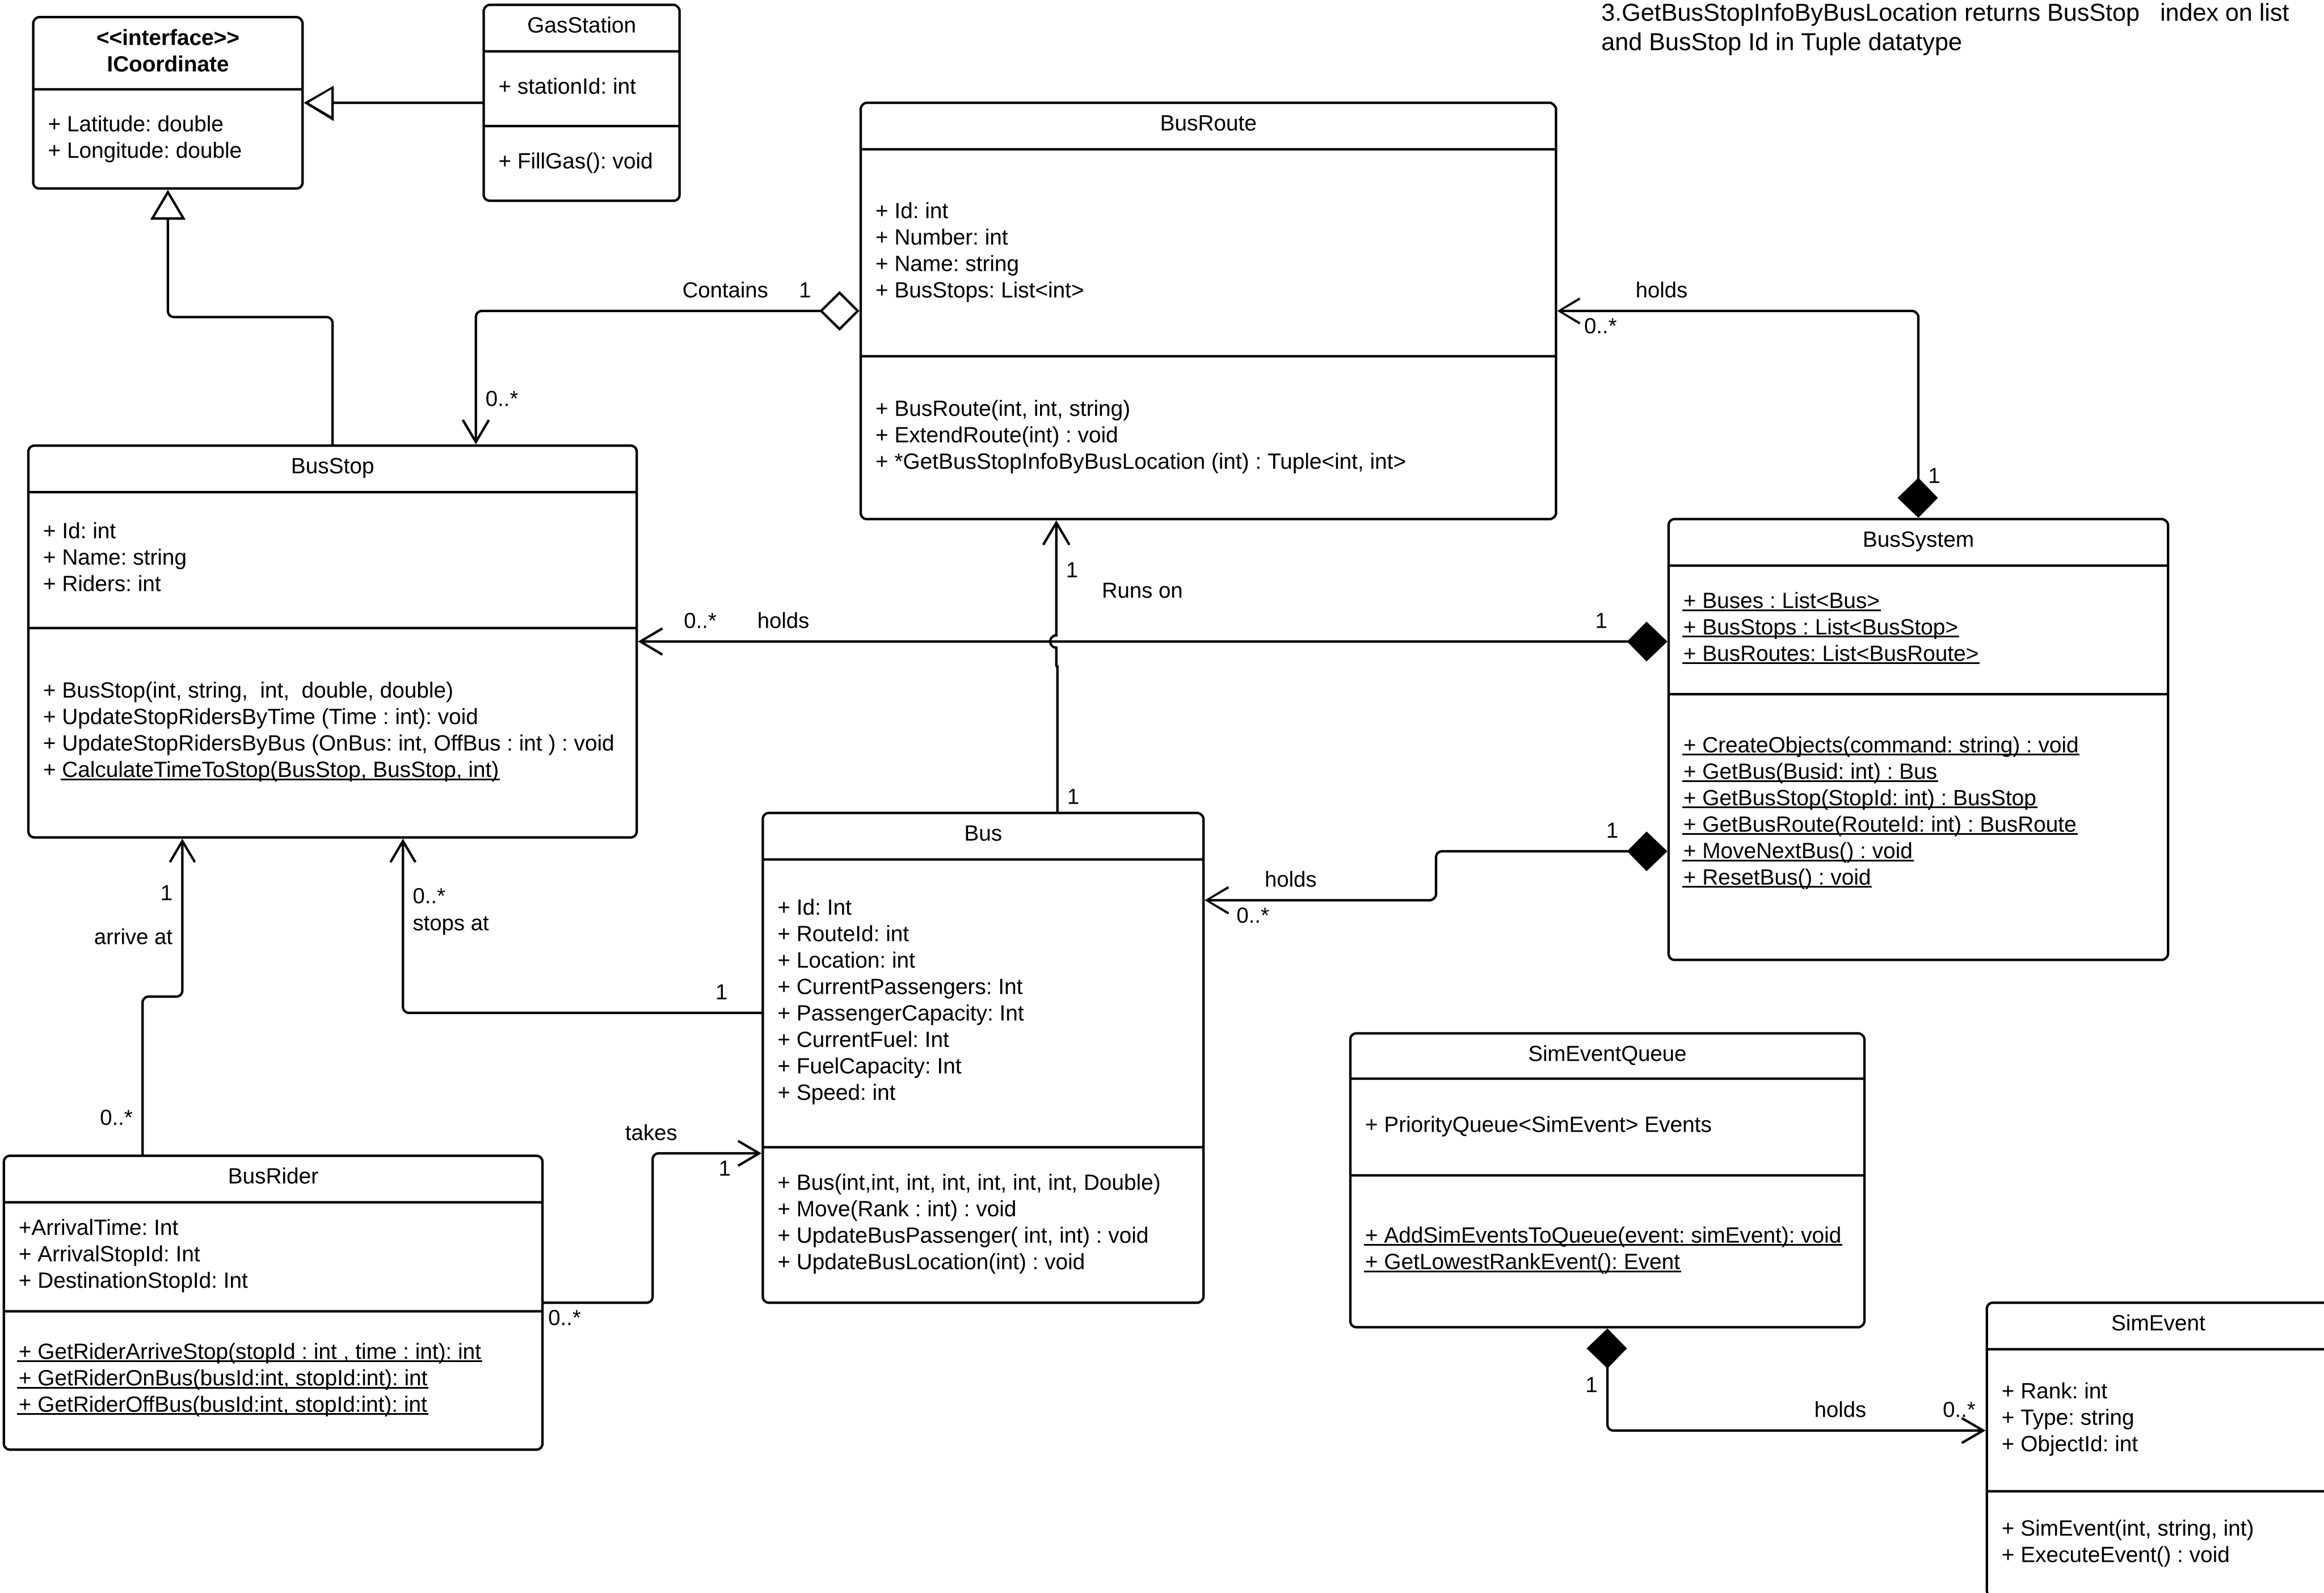 3.GetBusStopInfoByBusLocation returns BusStop   index on list
and BusStop Id in Tuple datatype
<<interface>>
ICoordinate
+ Latitude: double
+ Longitude: double
GasStation
+ stationId: int
+ FillGas(): void
BusRoute
+ Id: int
+ Number: int
+ Name: string
+ BusStops: List<int>
+ BusRoute(int, int, string)
+ ExtendRoute(int) : void
+ *GetBusStopInfoByBusLocation (int) : Tuple<int, int>
Contains
1
0..*
holds
0..*
1
BusStop
+ Id: int
+ Name: string
+ Riders: int
+ BusStop(int, string,  int,  double, double)
+ UpdateStopRidersByTime (Time : int): void
+ UpdateStopRidersByBus (OnBus: int, OffBus : int ) : void
+ CalculateTimeToStop(BusStop, BusStop, int)
BusSystem
+ Buses : List<Bus>
+ BusStops : List<BusStop>
+ BusRoutes: List<BusRoute>
+ CreateObjects(command: string) : void
+ GetBus(Busid: int) : Bus
+ GetBusStop(StopId: int) : BusStop
+ GetBusRoute(RouteId: int) : BusRoute
+ MoveNextBus() : void
+ ResetBus() : void
1
Runs on
1
0..*
holds
1
1
holds
0..*
Bus
+ Id: Int
+ RouteId: int
+ Location: int
+ CurrentPassengers: Int
+ PassengerCapacity: Int
+ CurrentFuel: Int
+ FuelCapacity: Int
+ Speed: int
+ Bus(int,int, int, int, int, int, int, Double)
+ Move(Rank : int) : void
+ UpdateBusPassenger( int, int) : void
+ UpdateBusLocation(int) : void
1
arrive at
0..*
0..*
stops at
1
takes
1
0..*
BusRider
+ArrivalTime: Int
+ ArrivalStopId: Int
+ DestinationStopId: Int
+ GetRiderArriveStop(stopId : int , time : int): int
+ GetRiderOnBus(busId:int, stopId:int): int
+ GetRiderOffBus(busId:int, stopId:int): int
SimEventQueue
+ PriorityQueue<SimEvent> Events
+ AddSimEventsToQueue(event: simEvent): void
+ GetLowestRankEvent(): Event
1
holds
0..*
SimEvent
+ Rank: int
+ Type: string
+ ObjectId: int
+ SimEvent(int, string, int)
+ ExecuteEvent() : void